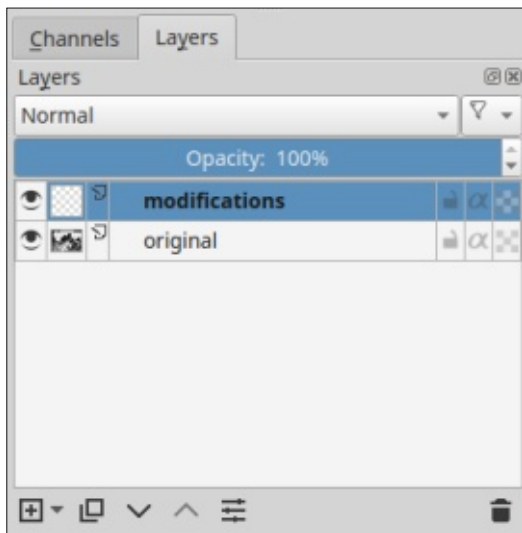 Channels Layers
Layers
Normal
Opacity: 100%
modifications
α
original
α